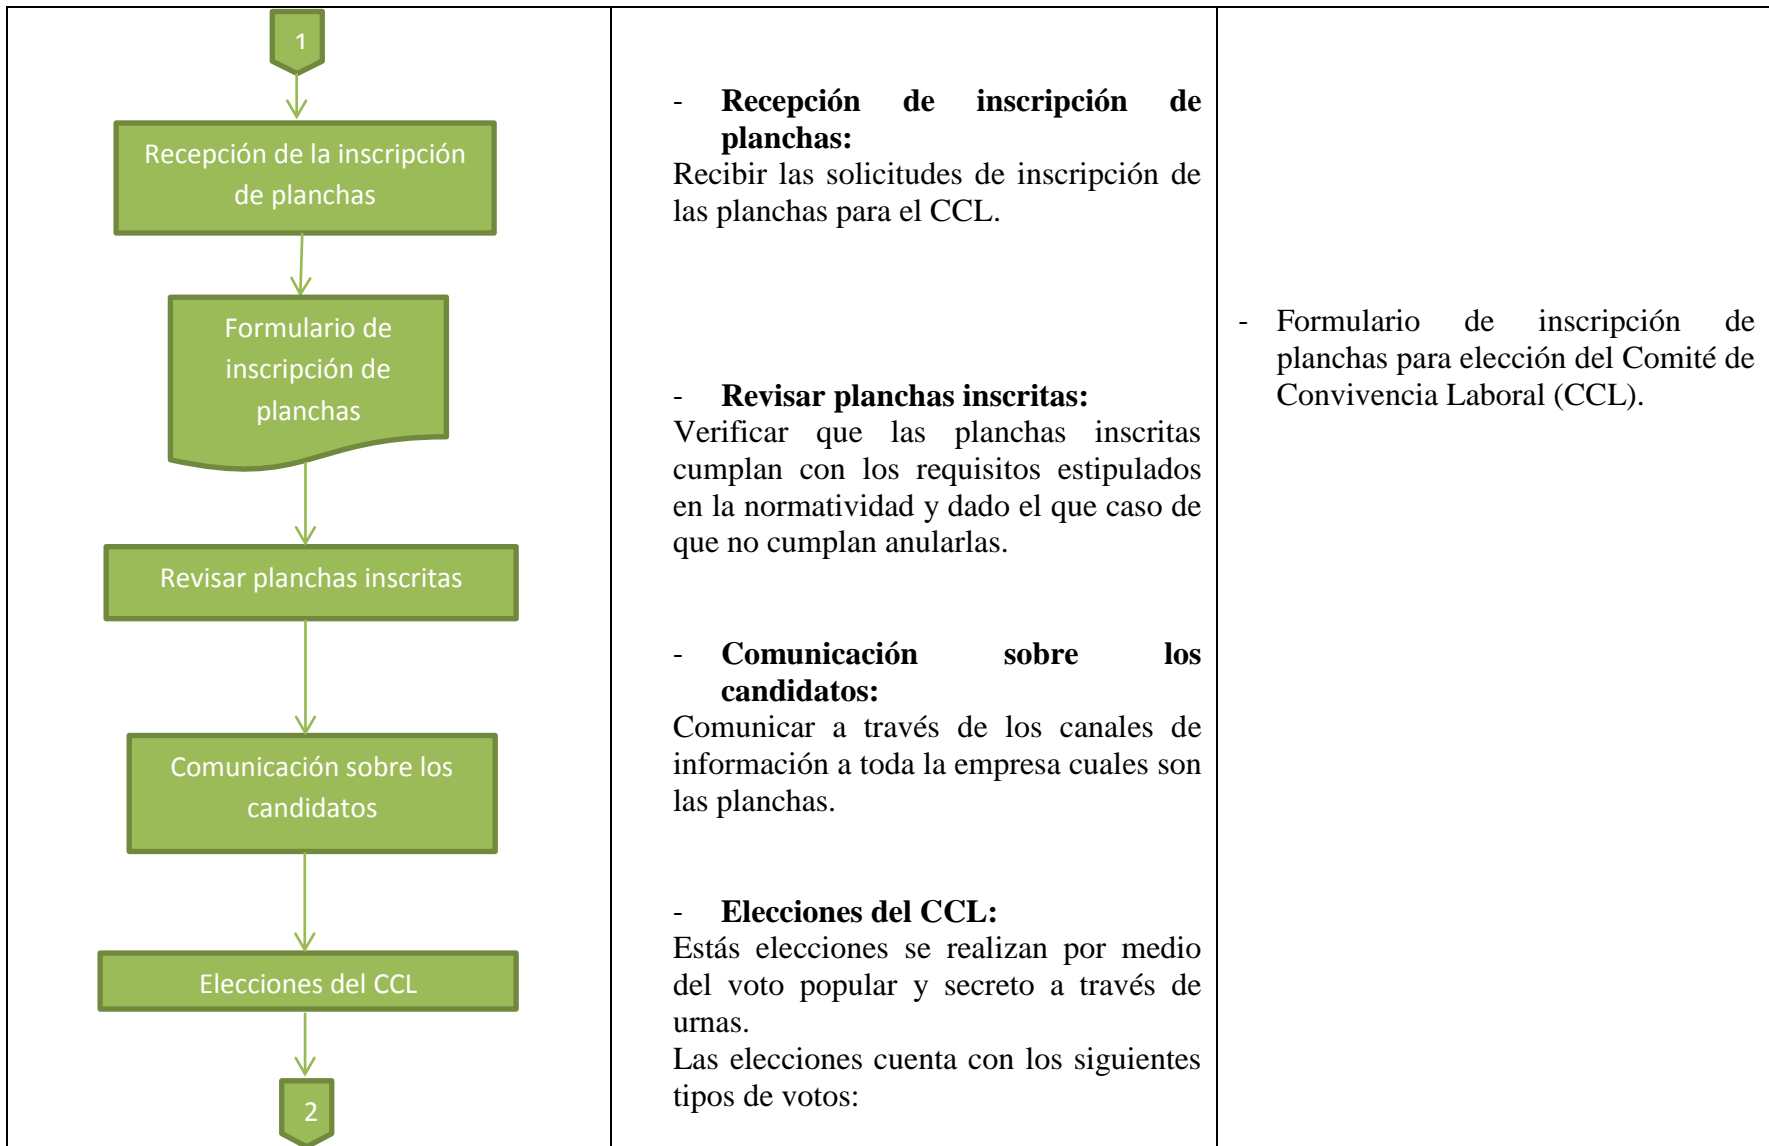 1
Recepción de la inscripción
de planchas
Formulario de
inscripción de
planchas
Revisar planchas inscritas
Comunicación sobre los
candidatos
Elecciones del CCL
2
- Recepción de inscripción de
planchas:
Recibir las solicitudes de inscripción de
las planchas para el CCL.
- Revisar planchas inscritas:
Verificar que las planchas inscritas
cumplan con los requisitos estipulados
en la normatividad y dado el que caso de
que no cumplan anularlas.
- Comunicación sobre los
candidatos:
Comunicar a través de los canales de
información a toda la empresa cuales son
las planchas.
- Elecciones del CCL:
Estás elecciones se realizan por medio
del voto popular y secreto a través de
urnas.
Las elecciones cuenta con los siguientes
tipos de votos:
- Formulario de inscripción de
planchas para elección del Comité de
Convivencia Laboral (CCL).